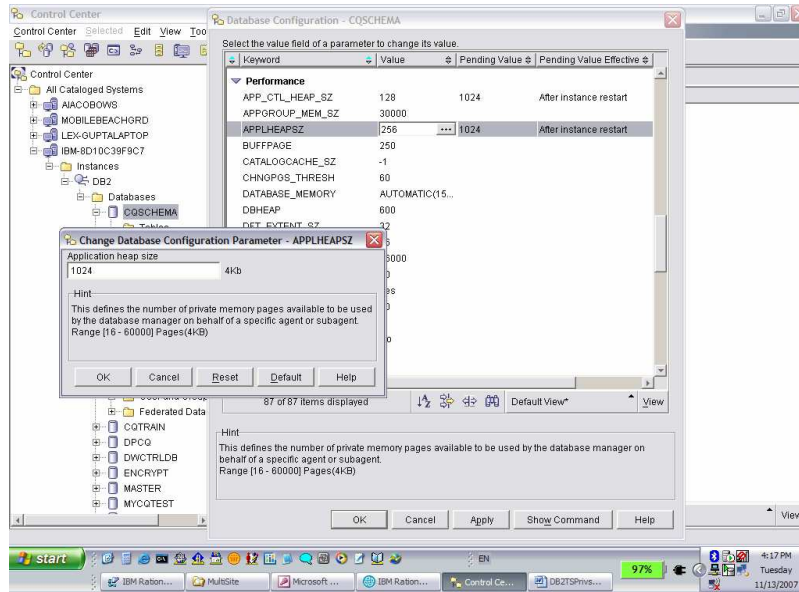 Control Center
Control Center Selected Edit View Too
Control Center
All Cataloged Systems
AIACOBOWS
MOBILEBEACHGRD
LEX-GUPTALAPTOP
IBM-8D10C39F9C7
Instances
DB2
Databases
CQSCHEMA
Tables
Federated Data
CQTRAIN
DPCQ
DWCTRLDB
ENCRYPT
MASTER
MYCQTEST
Database Configuration - CQSCHEMA
Select the value field of a parameter to change its value.
Keyword Value Pending Value Pending Value Effective
Performance
APP_CTL_HEAP_SZ 128 1024 After instance restart
APPGROUP_MEM_SZ 30000
APPLHEAPSZ 256 ... 1024 After instance restart
BUFFPAGE 250
CATALOGCACHE_SZ -1
CHNGPGS_THRESH 60
DATABASE_MEMORY AUTOMATIC(15...
DBHEAP 600
DFT_EXTENT_SZ 32
87 of 87 items displayed Default View* View
Hint
This defines the number of private memory pages available to be used by the database manager on
behalf of a specific agent or subagent.
Range [16 - 60000] Pages(4KB)
OK Cancel Apply Show Command Help
Change Database Configuration Parameter - APPLHEAPSZ
Application heap size
1024 4Kb
Hint
This defines the number of private memory pages available to be used
by the database manager on behalf of a specific agent or subagent.
Range [16 - 60000] Pages(4KB)
OK Cancel Reset Default Help
View
start EN 97% 4:17 PM
Tuesday
11/13/2007
IBM Ration... MultiSite Microsoft ... IBM Ration... Control Ce... DB2TSPrivs...